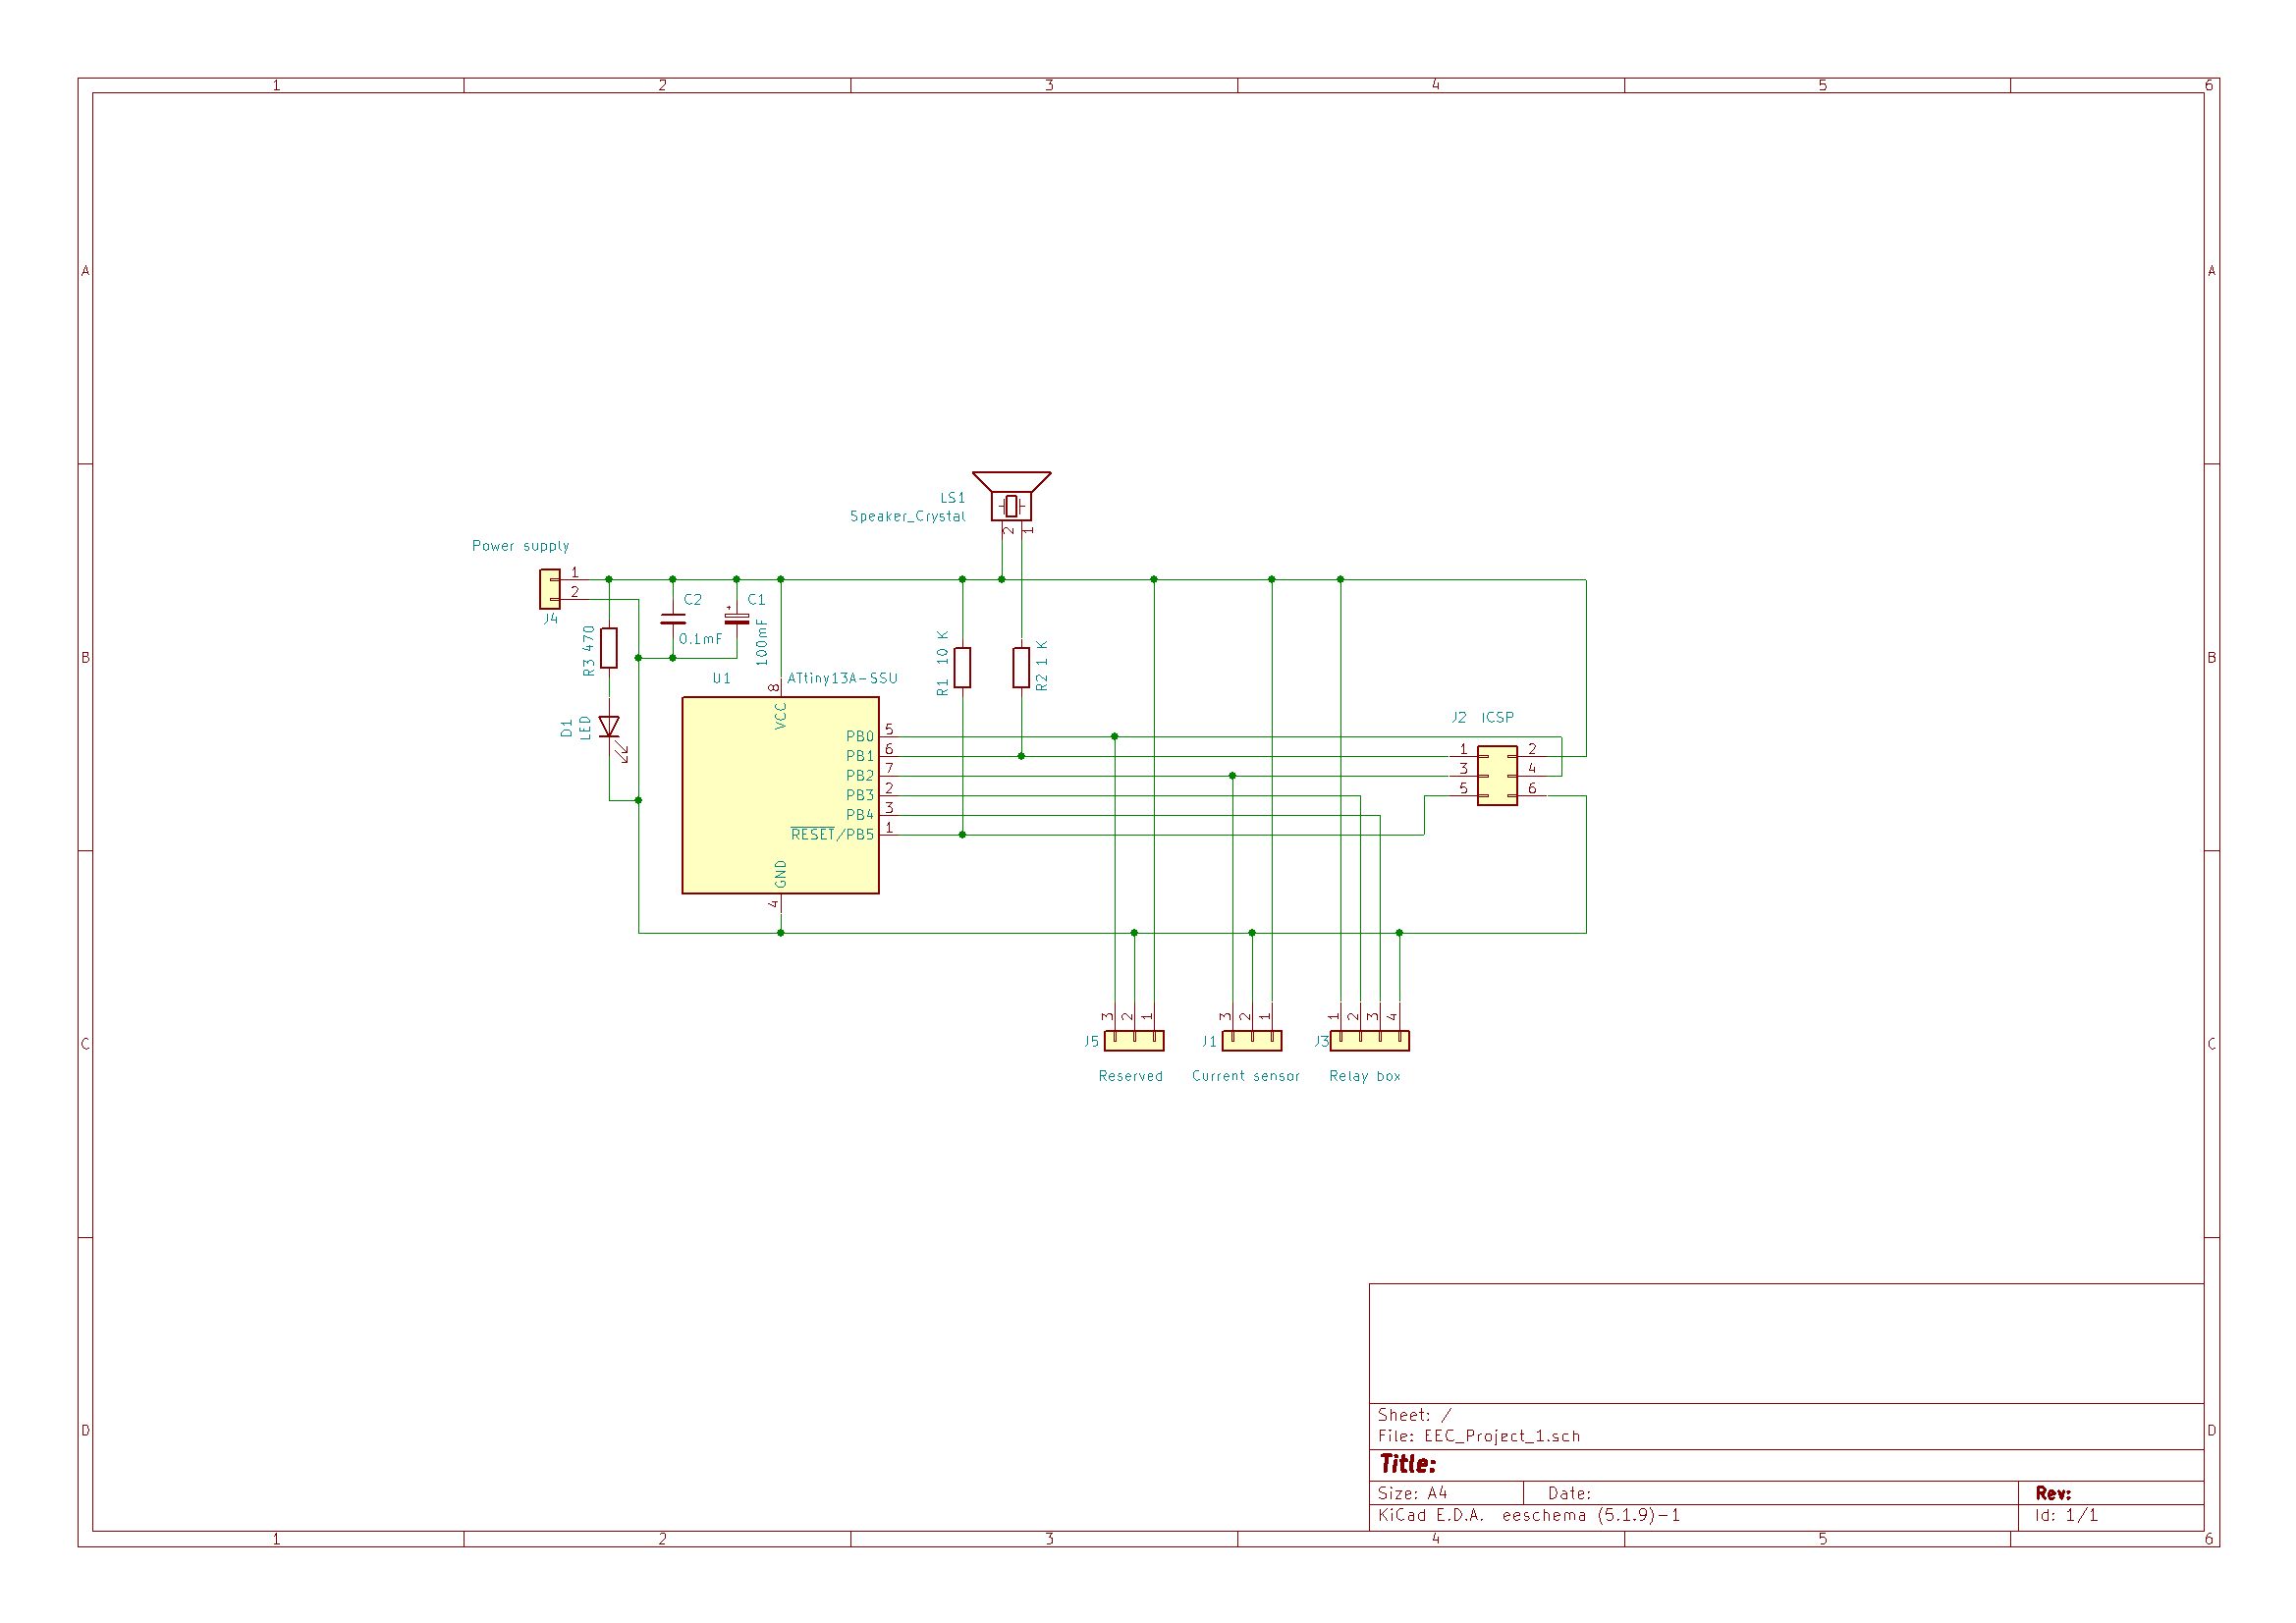 1 2 3 4 5 6
A A
LS1
Speaker_Crystal
2 1
Power supply
1
2
J4
C2
0.1mF
C1
+
100mF
R3 470
D1
LED
R1 10 K
R2 1 K
B B
U1
ATtiny13A-SSU
8
VCC
PB0 5
PB1 6
PB2 7
PB3 2
PB4 3
RESET/PB5 1
GND
4
J2 ICSP
1 2
3 4
5 6
3 2 1
3 2 1
1 2 3 4
J5
J1
J3
C C
Reserved
Current sensor
Relay box
D D
Sheet: /
File: EEC_Project_1.sch
Title:
Size: A4
Date:
Rev:
KiCad E.D.A. eeschema (5.1.9)-1
Id: 1/1
1 2 3 4 5 6